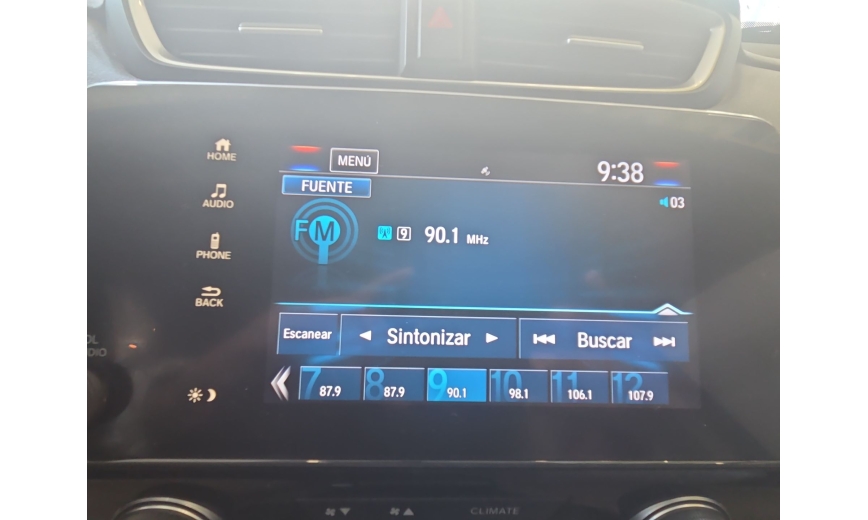 HOME
MENÚ
9:38
FUENTE
AUDIO
03
FM
9 90.1 MHz
PHONE
BACK
Escanear
Sintonizar
Buscar
7 87.9
8 87.9
9 90.1
10 98.1
11 106.1
12 107.9
CLIMATE